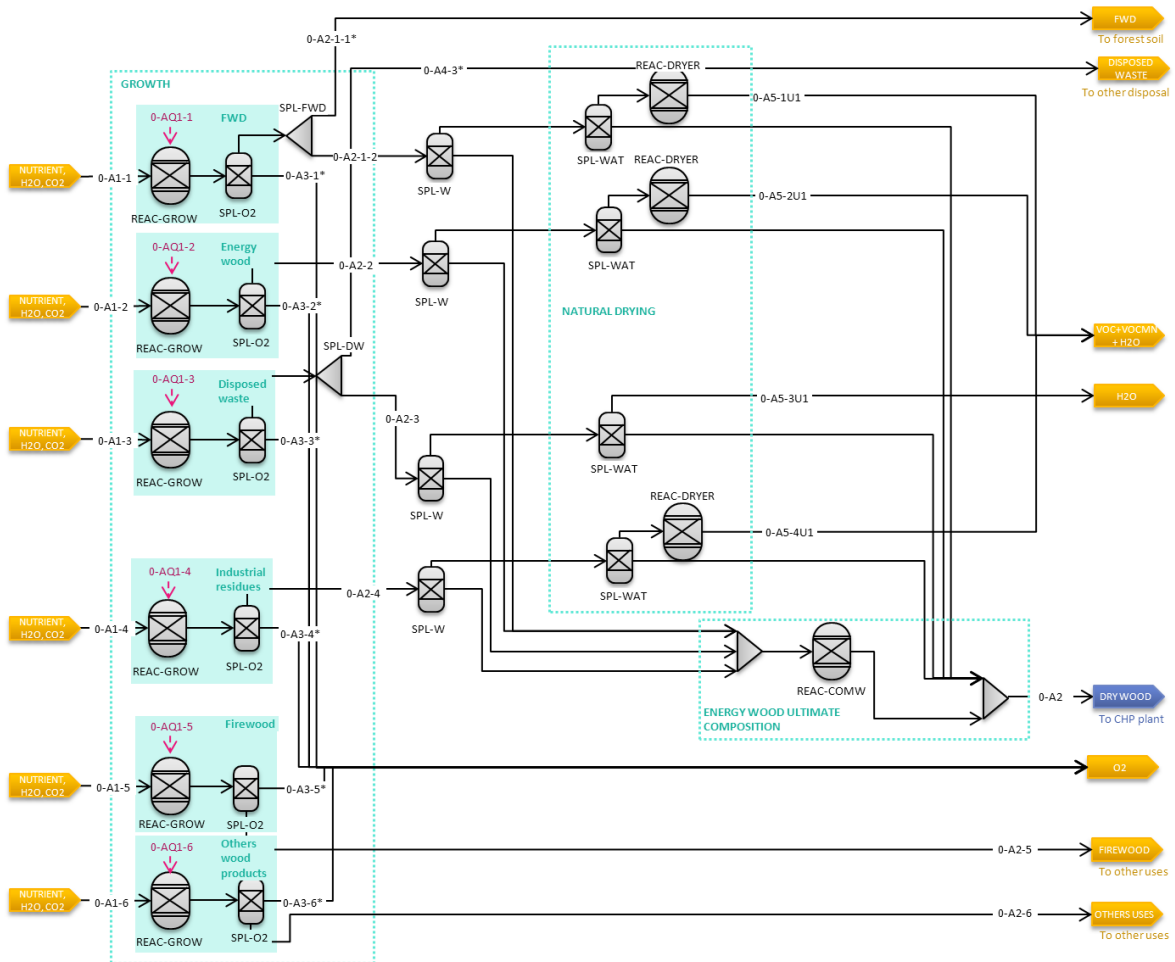 FWD
To forest soil
0-A2-1-1*
REAC-DRYER
0-A4-3*
DISPOSED
WASTE
To other disposal
GROWTH
0-A5-1U1
SPL-FWD
0-AQ1-1
FWD
SPL-WAT
REAC-DRYER
0-A2-1-2
NUTRIENT,
H2O, CO2
0-A1-1
0-A3-1*
SPL-W
0-A5-2U1
REAC-GROW
SPL-O2
0-AQ1-2
Energy
wood
0-A2-2
SPL-WAT
SPL-W
NUTRIENT,
H2O, CO2
0-A1-2
0-A3-2*
NATURAL DRYING
REAC-GROW
SPL-O2
VOC+VOCMN
+ H2O
SPL-DW
0-AQ1-3
Disposed
waste
0-A5-3U1
H2O
0-A2-3
NUTRIENT,
H2O, CO2
0-A1-3
0-A3-3*
SPL-WAT
REAC-GROW
SPL-O2
REAC-DRYER
SPL-W
0-A5-4U1
0-AQ1-4
Industrial
residues
0-A2-4
SPL-WAT
SPL-W
NUTRIENT,
H2O, CO2
0-A1-4
0-A3-4*
REAC-GROW
SPL-O2
REAC-COMW
0-A2
DRY WOOD
To CHP plant
ENERGY WOOD ULTIMATE
COMPOSITION
0-AQ1-5
Firewood
O2
NUTRIENT,
H2O, CO2
0-A1-5
0-A3-5*
REAC-GROW
SPL-O2
0-AQ1-6
Others
wood
products
0-A2-5
FIREWOOD
To other uses
NUTRIENT,
H2O, CO2
0-A1-6
0-A3-6*
0-A2-6
OTHERS USES
To other uses
REAC-GROW
SPL-O2